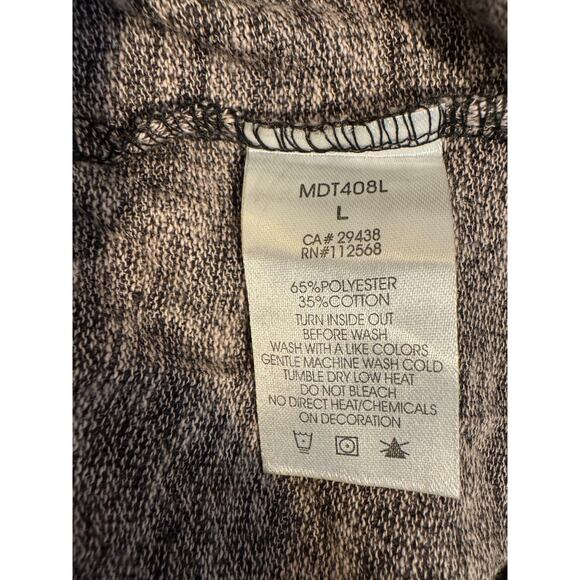 MDT408L
L
CA# 29438
RN#112568
65%POLYESTER
35%COTTON
TURN INSIDE OUT
BEFORE WASH
WASH WITH A LIKE COLORS
GENTLE MACHINE WASH COLD
TUMBLE DRY LOW HEAT
DO NOT BLEACH
NO DIRECT HEAT/CHEMICALS
ON DECORATION